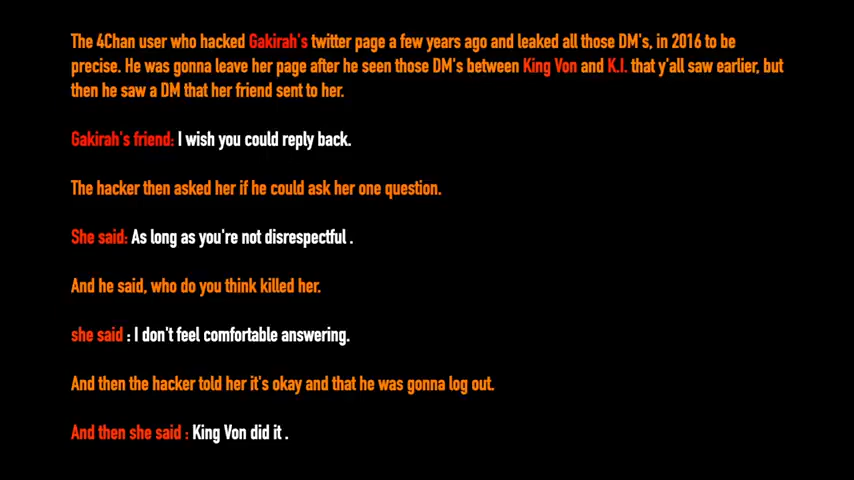 The 4Chan user who hacked Gakirah's twitter page a few years ago and leaked all those DM's, in 2016 to be
precise. He was gonna leave her page after he seen those DM's between King Von and K.I. that y'all saw earlier, but
then he saw a DM that her friend sent to her.
Gakirah's friend: I wish you could reply back.
The hacker then asked her if he could ask her one question.
She said: As long as you're not disrespectful .
And he said, who do you think killed her.
she said : I don't feel comfortable answering.
And then the hacker told her it's okay and that he was gonna log out.
And then she said : King Von did it .